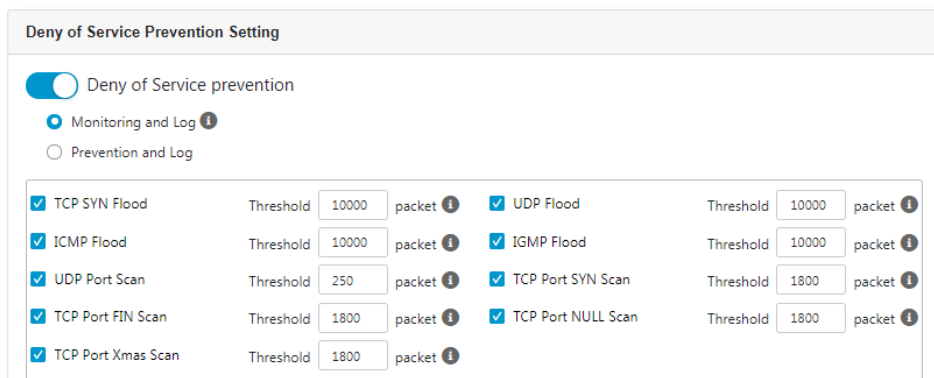 Deny of Service Prevention Setting
Deny of Service prevention
Monitoring and Log
Prevention and Log
TCP SYN Flood Threshold 10000 packet UDP Flood Threshold 10000 packet
ICMP Flood Threshold 10000 packet IGMP Flood Threshold 10000 packet
UDP Port Scan Threshold 250 packet TCP Port SYN Scan Threshold 1800 packet
TCP Port FIN Scan Threshold 1800 packet TCP Port NULL Scan Threshold 1800 packet
TCP Port Xmas Scan Threshold 1800 packet